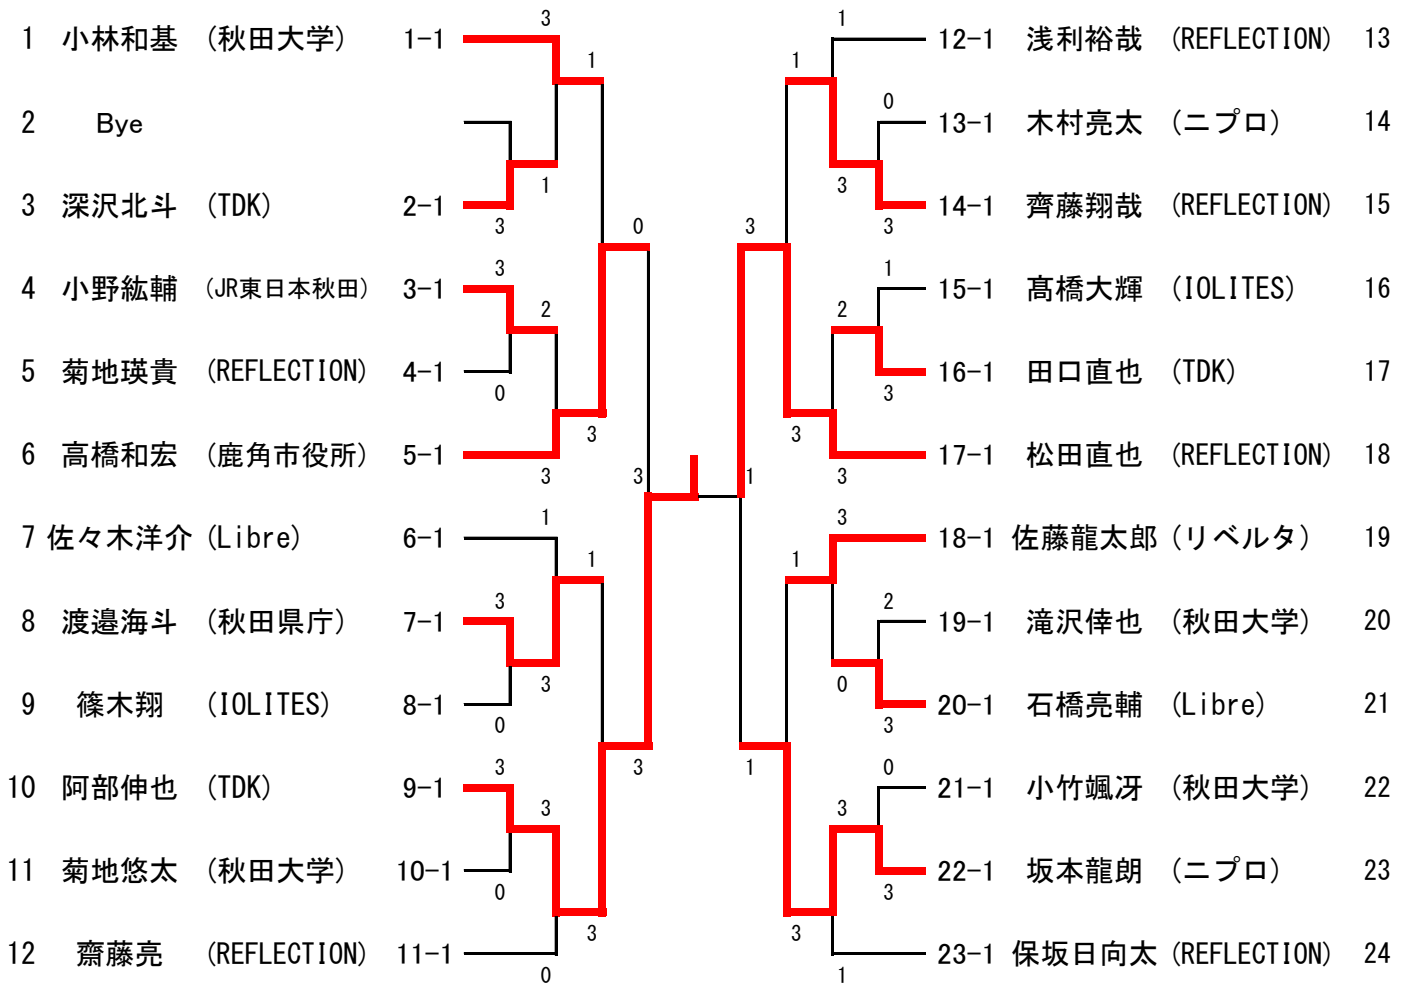 3 1
1 小林和基 (秋田大学) 1-1 12-1 浅利裕哉 (REFLECTION) 13
1 1
0
2 Bye 13-1 木村亮太 (ニプロ) 14
1 3
3 深沢北斗 (TDK) 2-1 14-1 齊藤翔哉 (REFLECTION) 15
3 0 3 3
3 1
4 小野紘輔 (JR東日本秋田) 3-1 15-1 髙橋大輝 (IOLITES) 16
2 2
5 菊地瑛貴 (REFLECTION) 4-1 16-1 田口直也 (TDK) 17
0 3
3 3
6 高橋和宏 (鹿角市役所) 5-1 17-1 松田直也 (REFLECTION) 18
3 3 1 3
1 3
7 佐々木洋介 (Libre) 6-1 18-1 佐藤龍太郎 (リベルタ) 19
1 1
3 2
8 渡邉海斗 (秋田県庁) 7-1 19-1 滝沢倖也 (秋田大学) 20
3 0
9 篠木翔 (IOLITES) 8-1 20-1 石橋亮輔 (Libre) 21
0 3
3 3 1 0
10 阿部伸也 (TDK) 9-1 21-1 小竹颯冴 (秋田大学) 22
3 3
11 菊地悠太 (秋田大学) 10-1 22-1 坂本龍朗 (ニプロ) 23
0 3
3 3
12 齋藤亮 (REFLECTION) 11-1 23-1 保坂日向太 (REFLECTION) 24
0 1